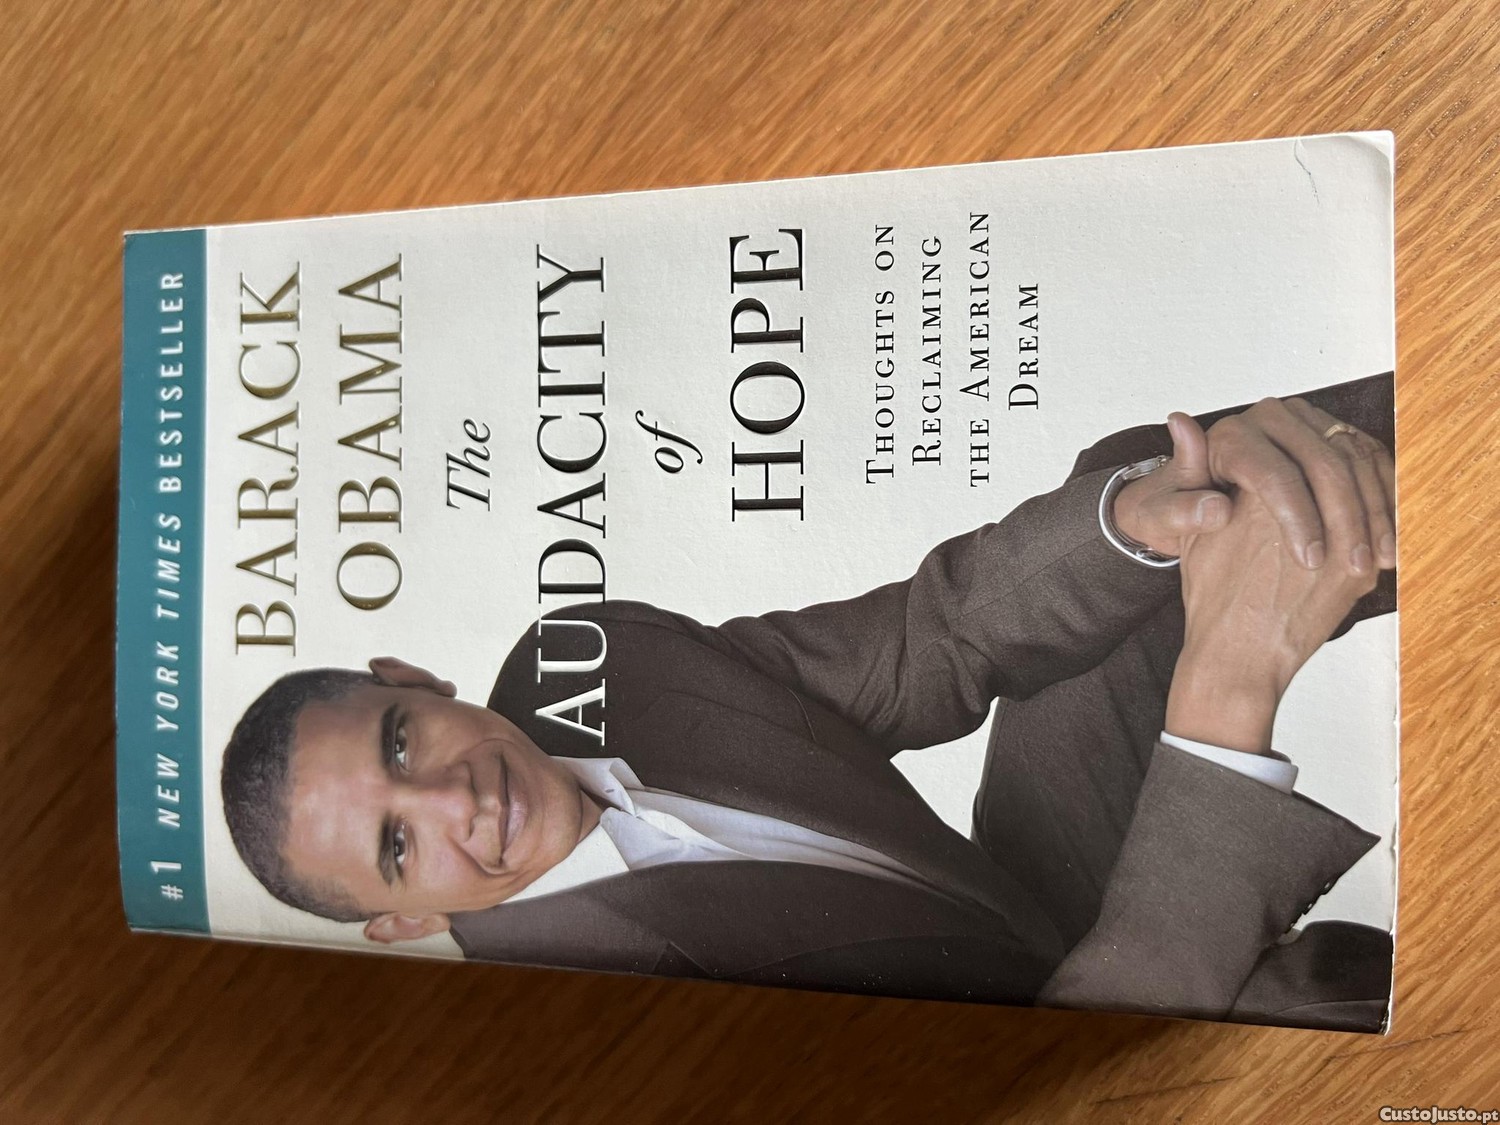 #1 NEW YORK TIMES BESTSELLER
BARACK
OBAMA
The
AUDACITY
of
HOPE
THOUGHTS ON
RECLAIMING
THE AMERICAN
DREAM
CustoJusto.pt